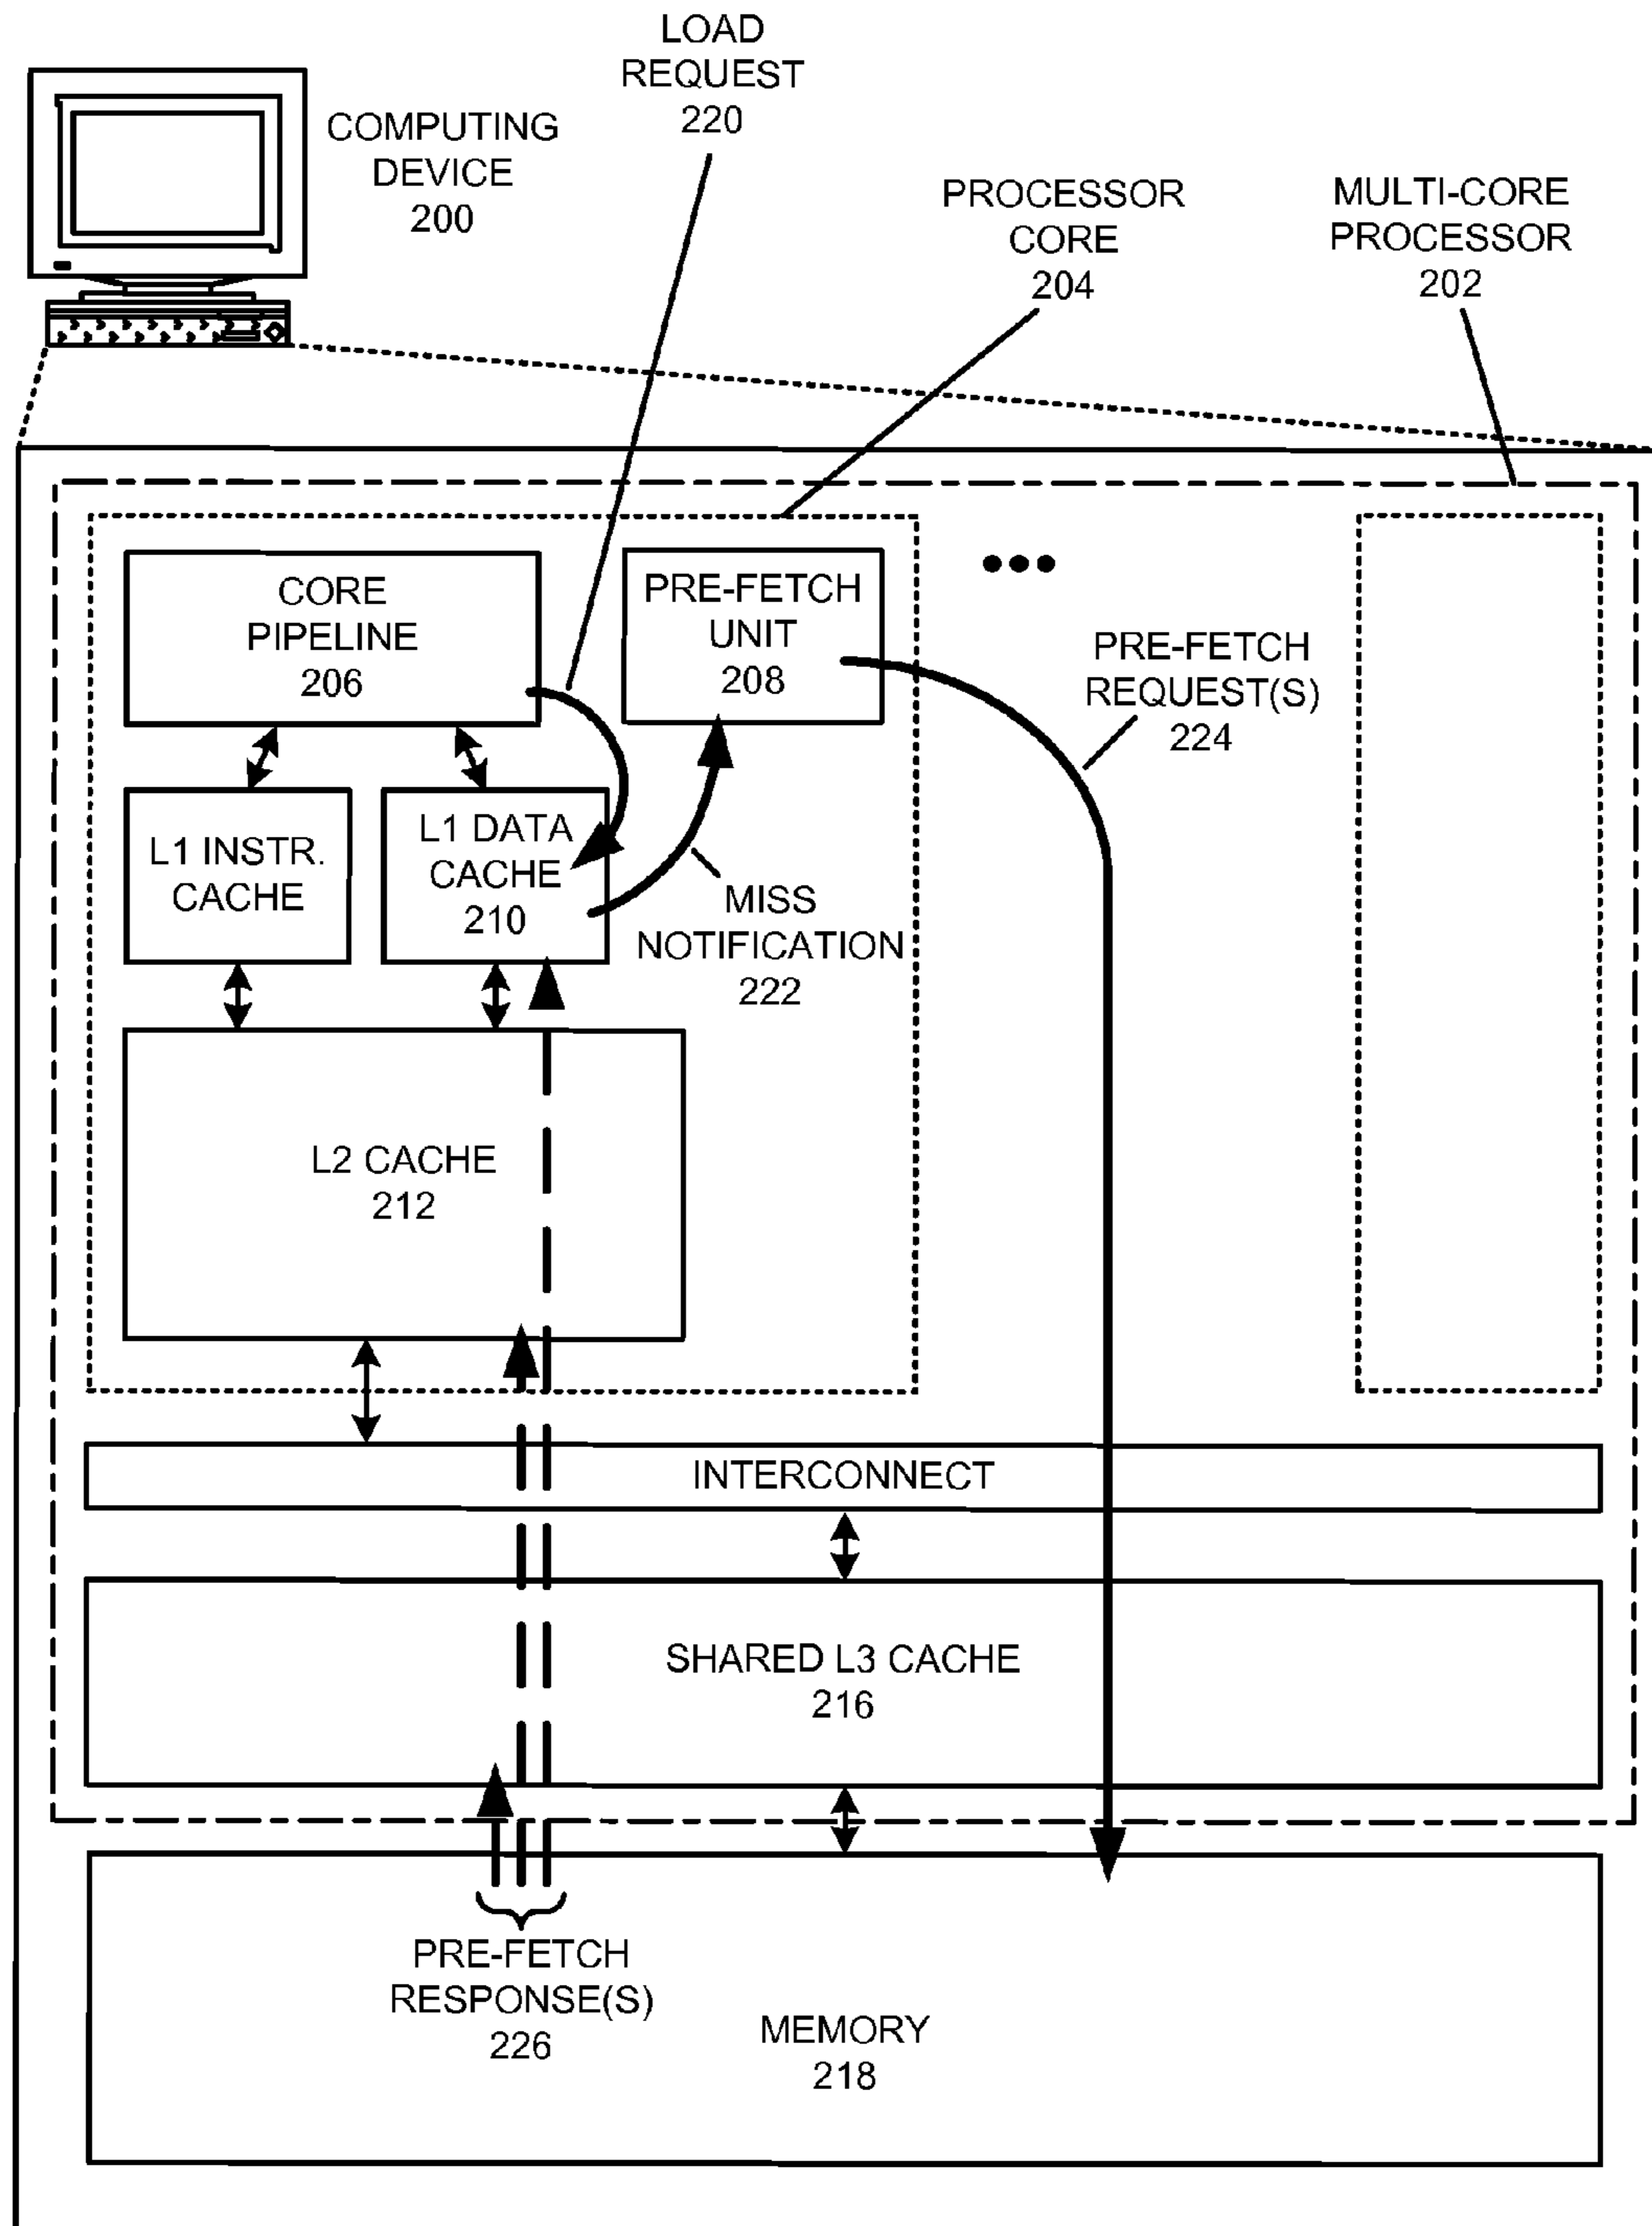 LOAD
REQUEST
220
COMPUTING
DEVICE
200
PROCESSOR
CORE
204
MULTI-CORE
PROCESSOR
202
CORE
PIPELINE
206
PRE-FETCH
UNIT
208
PRE-FETCH
REQUEST(S)
224
L1 INSTR.
CACHE
L1 DATA
CACHE
210
MISS
NOTIFICATION
222
L2 CACHE
212
INTERCONNECT
SHARED L3 CACHE
216
PRE-FETCH
RESPONSE(S)
226
MEMORY
218